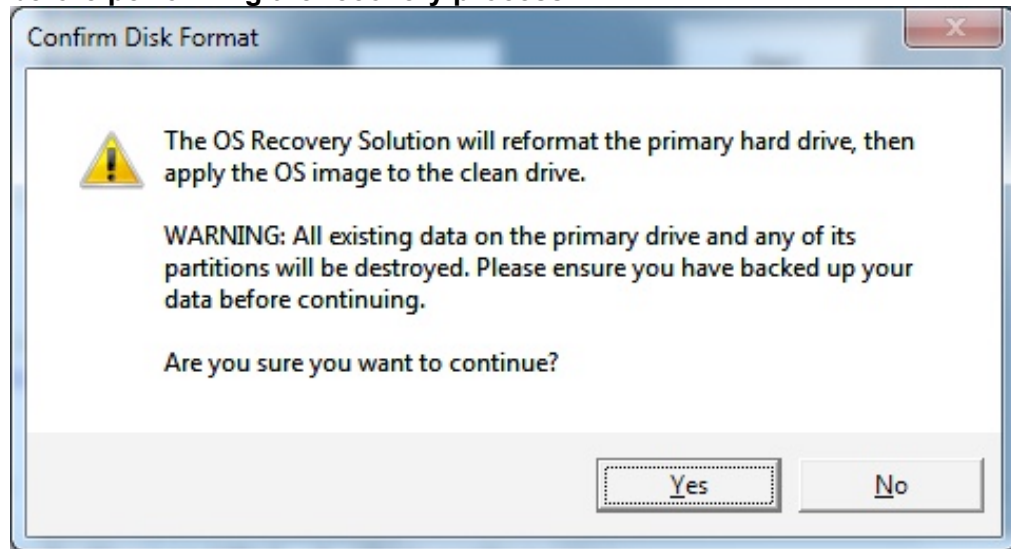 Confirm Disk Format
The OS Recovery Solution will reformat the primary hard drive, then
apply the OS image to the clean drive.
WARNING: All existing data on the primary drive and any of its
partitions will be destroyed. Please ensure you have backed up your
data before continuing.
Are you sure you want to continue?
Yes
No